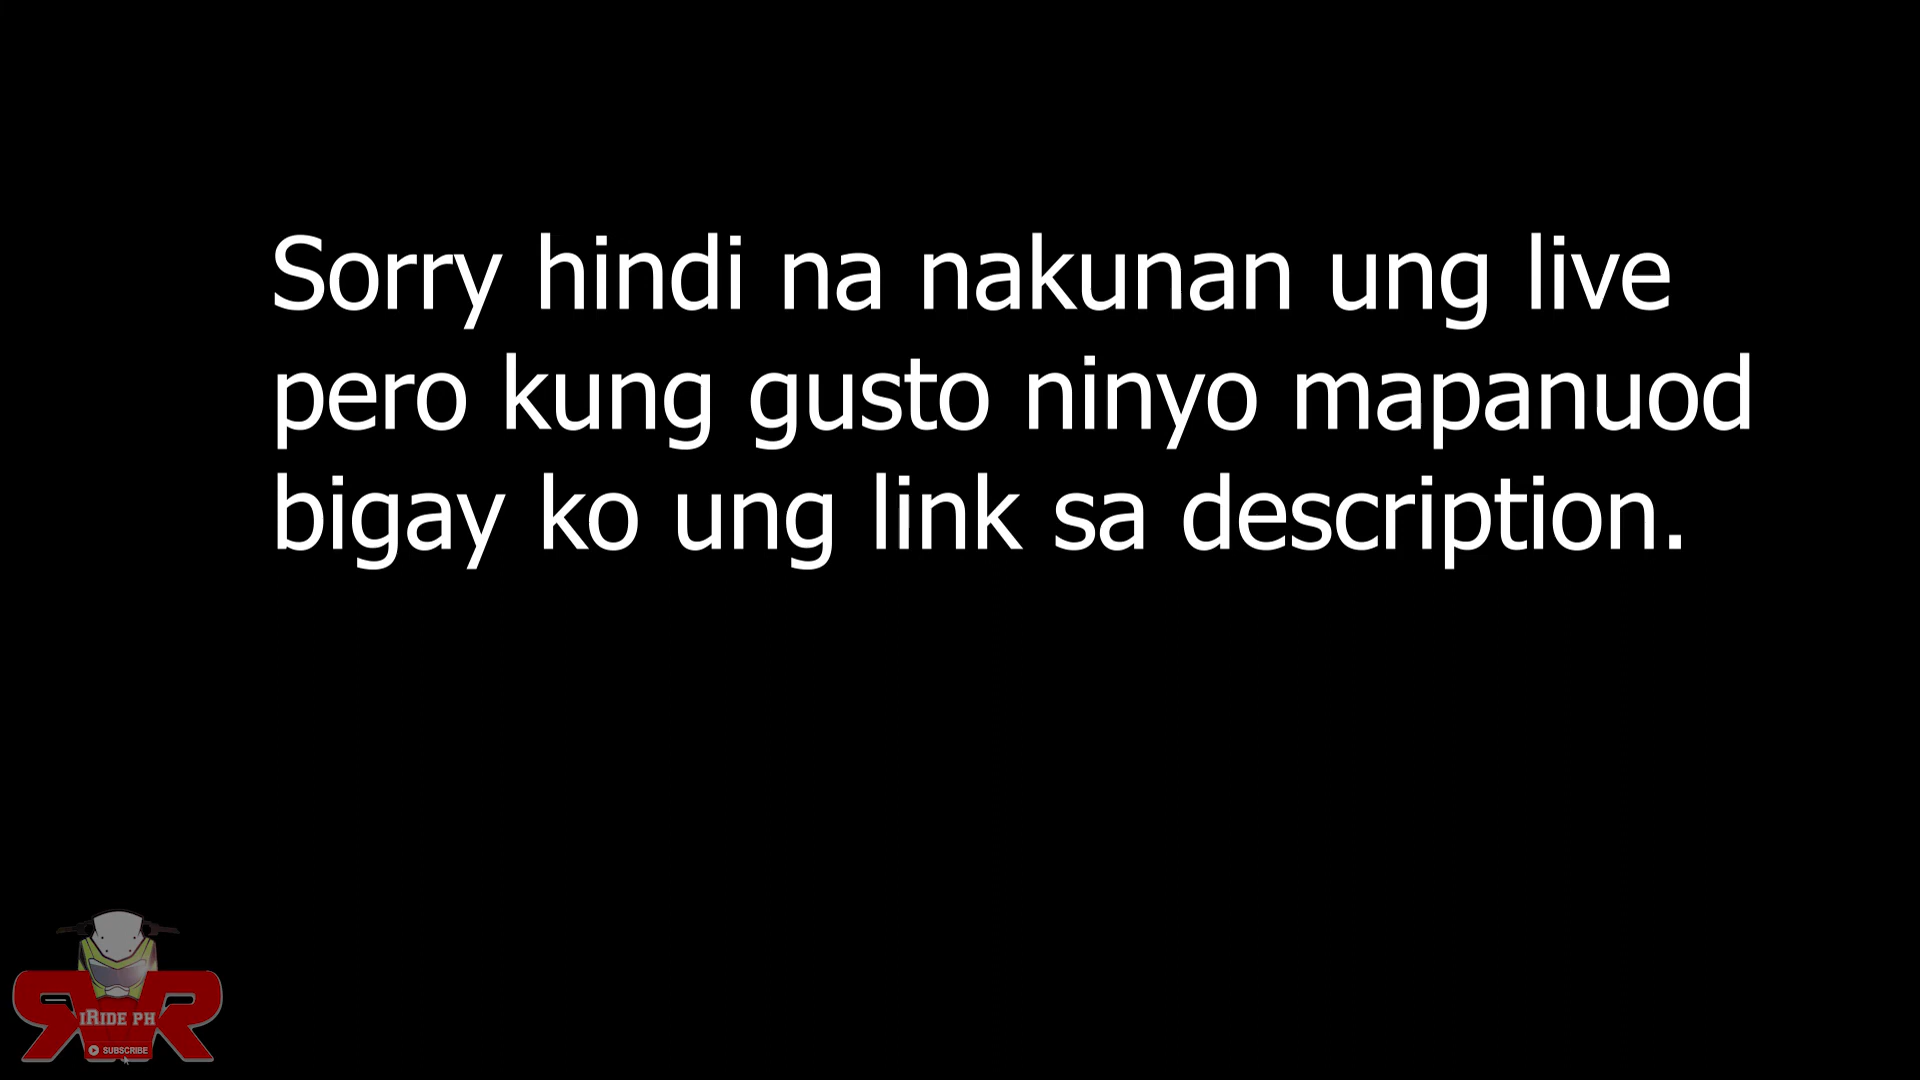 Sorry hindi na nakunan ung live
pero kung gusto ninyo mapanuod
bigay ko ung link sa description.
iRIDE PH
SUBSCRIBE